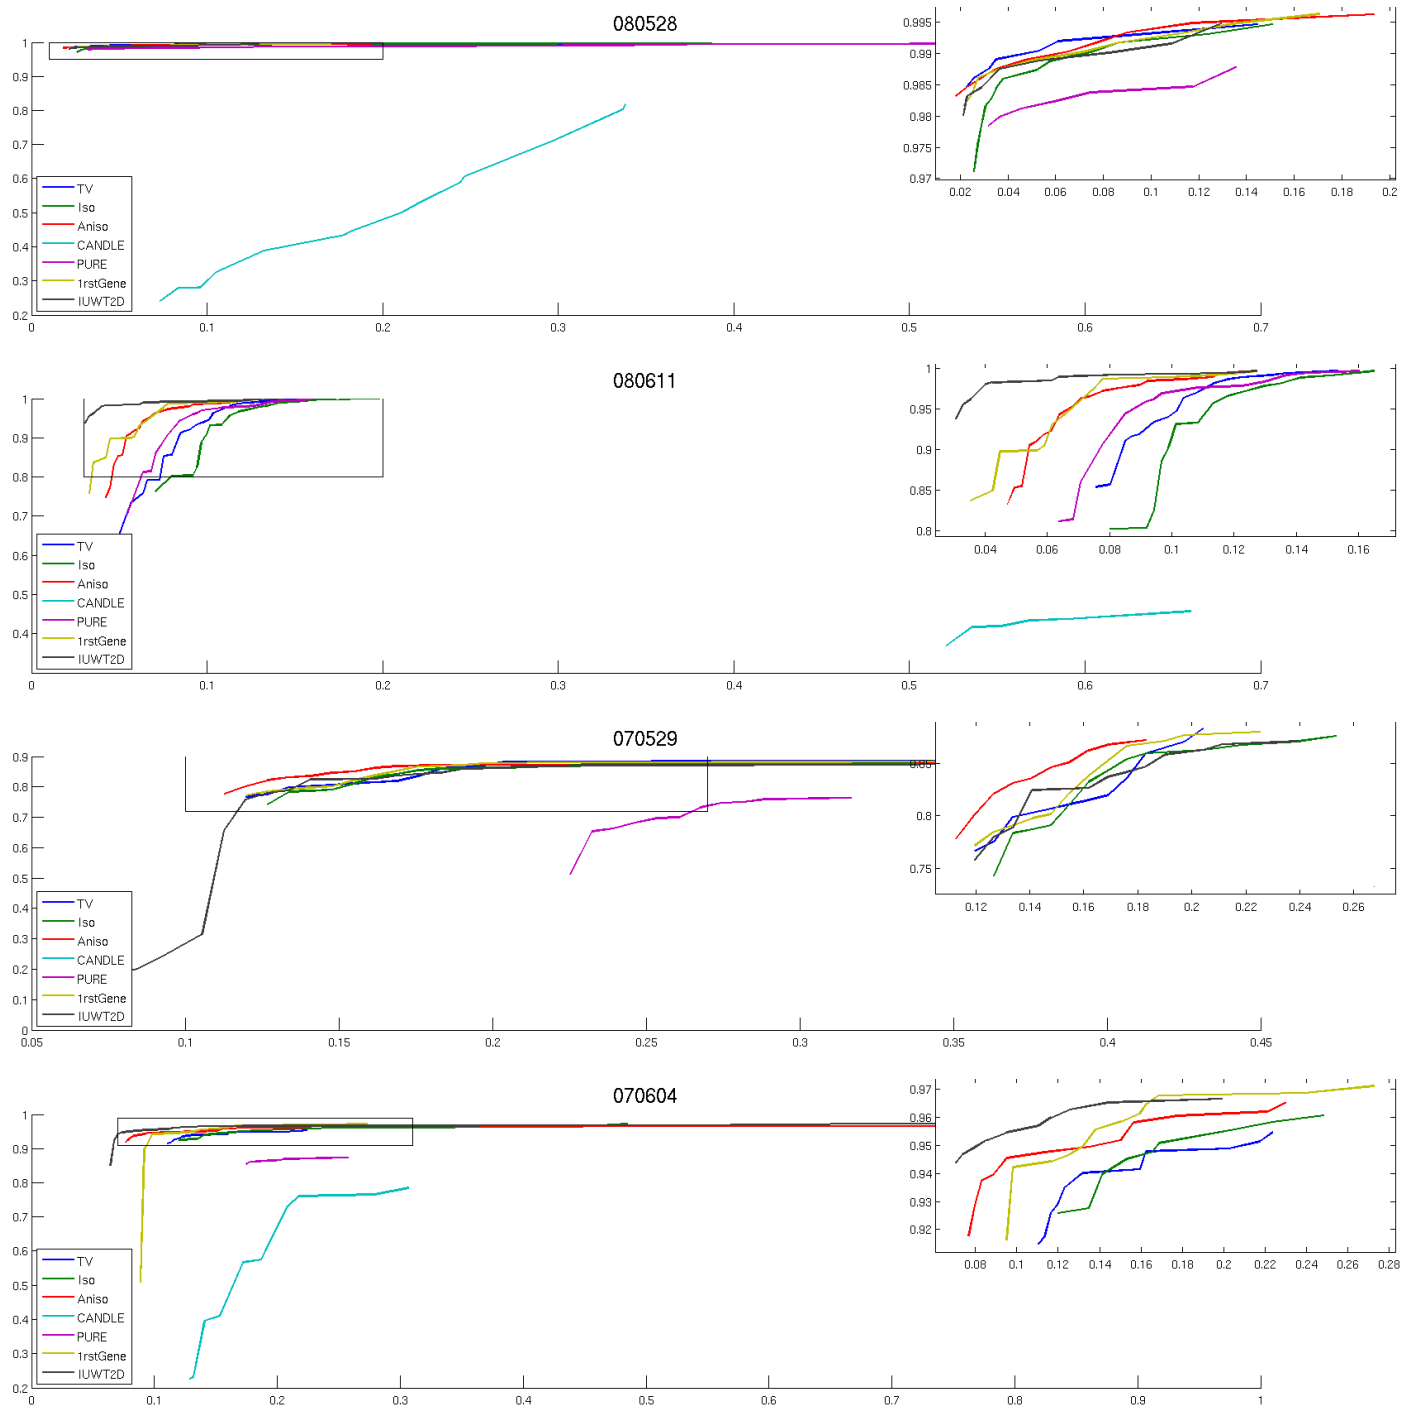 080528
1
0.9
0.8
0.7
0.6
0.5
0.4
0.3
0.2
TV
Iso
Aniso
CANDLE
PURE
1rstGene
IUWT2D
0 0.1 0.2 0.3 0.4 0.5 0.6 0.7
0.995
0.99
0.985
0.98
0.975
0.97
0.02 0.04 0.06 0.08 0.1 0.12 0.14 0.16 0.18 0.2
080611
1
0.9
0.8
0.7
0.6
0.5
0.4
TV
Iso
Aniso
CANDLE
PURE
1rstGene
IUWT2D
0 0.1 0.2 0.3 0.4 0.5 0.6 0.7
1
0.95
0.9
0.85
0.8
0.04 0.06 0.08 0.1 0.12 0.14 0.16
070529
0.9
0.8
0.7
0.6
0.5
0.4
0.3
0.2
0.1
0
TV
Iso
Aniso
CANDLE
PURE
1rstGene
IUWT2D
0.05 0.1 0.15 0.2 0.25 0.3 0.35 0.4 0.45
0.85
0.8
0.75
0.12 0.14 0.16 0.18 0.2 0.22 0.24 0.26
070604
1
0.9
0.8
0.7
0.6
0.5
0.4
0.3
0.2
TV
Iso
Aniso
CANDLE
PURE
1rstGene
IUWT2D
0 0.1 0.2 0.3 0.4 0.5 0.6 0.7 0.8 0.9 1
0.97
0.96
0.95
0.94
0.93
0.92
0.08 0.1 0.12 0.14 0.16 0.18 0.20 0.22 0.24 0.26 0.28